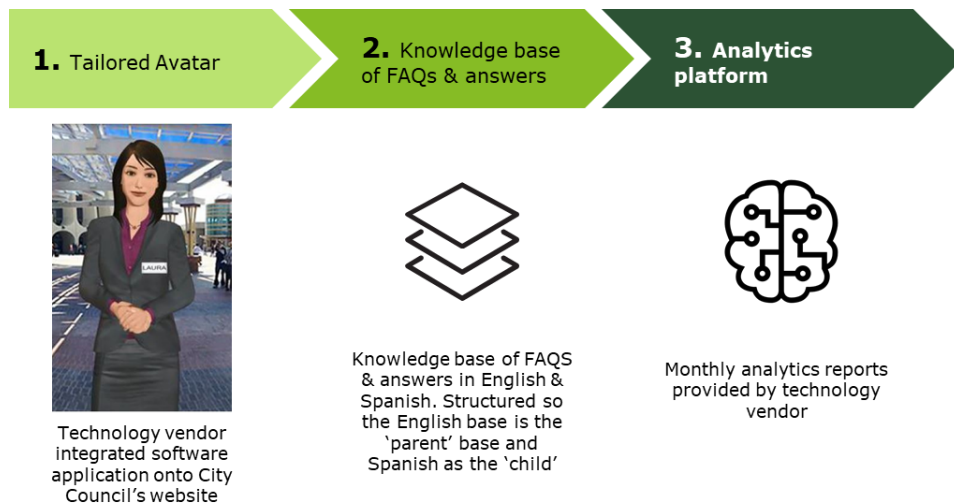 1. Tailored Avatar
2. Knowledge base
of FAQs & answers
3. Analytics
platform
LAURA
Technology vendor
integrated software
application onto City
Council's website
Knowledge base of FAQS
& answers in English &
Spanish. Structured so
the English base is the
‘parent’ base and
Spanish as the ‘child’
Monthly analytics reports
provided by technology
vendor